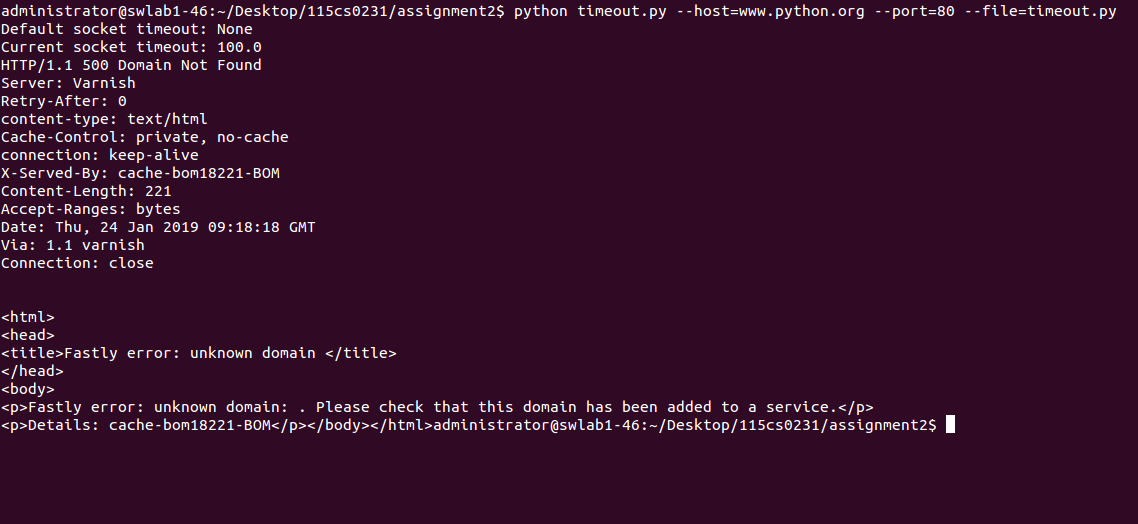 administrator@swlab1-46:~/Desktop/115cs0231/assignment2$ python timeout.py --host=www.python.org --port=80 --file=timeout.py
Default socket timeout: None
Current socket timeout: 100.0
HTTP/1.1 500 Domain Not Found
Server: Varnish
Retry-After: 0
content-type: text/html
Cache-Control: private, no-cache
connection: keep-alive
X-Served-By: cache-bom18221-BOM
Content-Length: 221
Accept-Ranges: bytes
Date: Thu, 24 Jan 2019 09:18:18 GMT
Via: 1.1 varnish
Connection: close
<html>
<head>
<title>Fastly error: unknown domain </title>
</head>
<body>
<p>Fastly error: unknown domain: . Please check that this domain has been added to a service.</p>
<p>Details: cache-bom18221-BOM</p></body></html>administrator@swlab1-46:~/Desktop/115cs0231/assignment2$